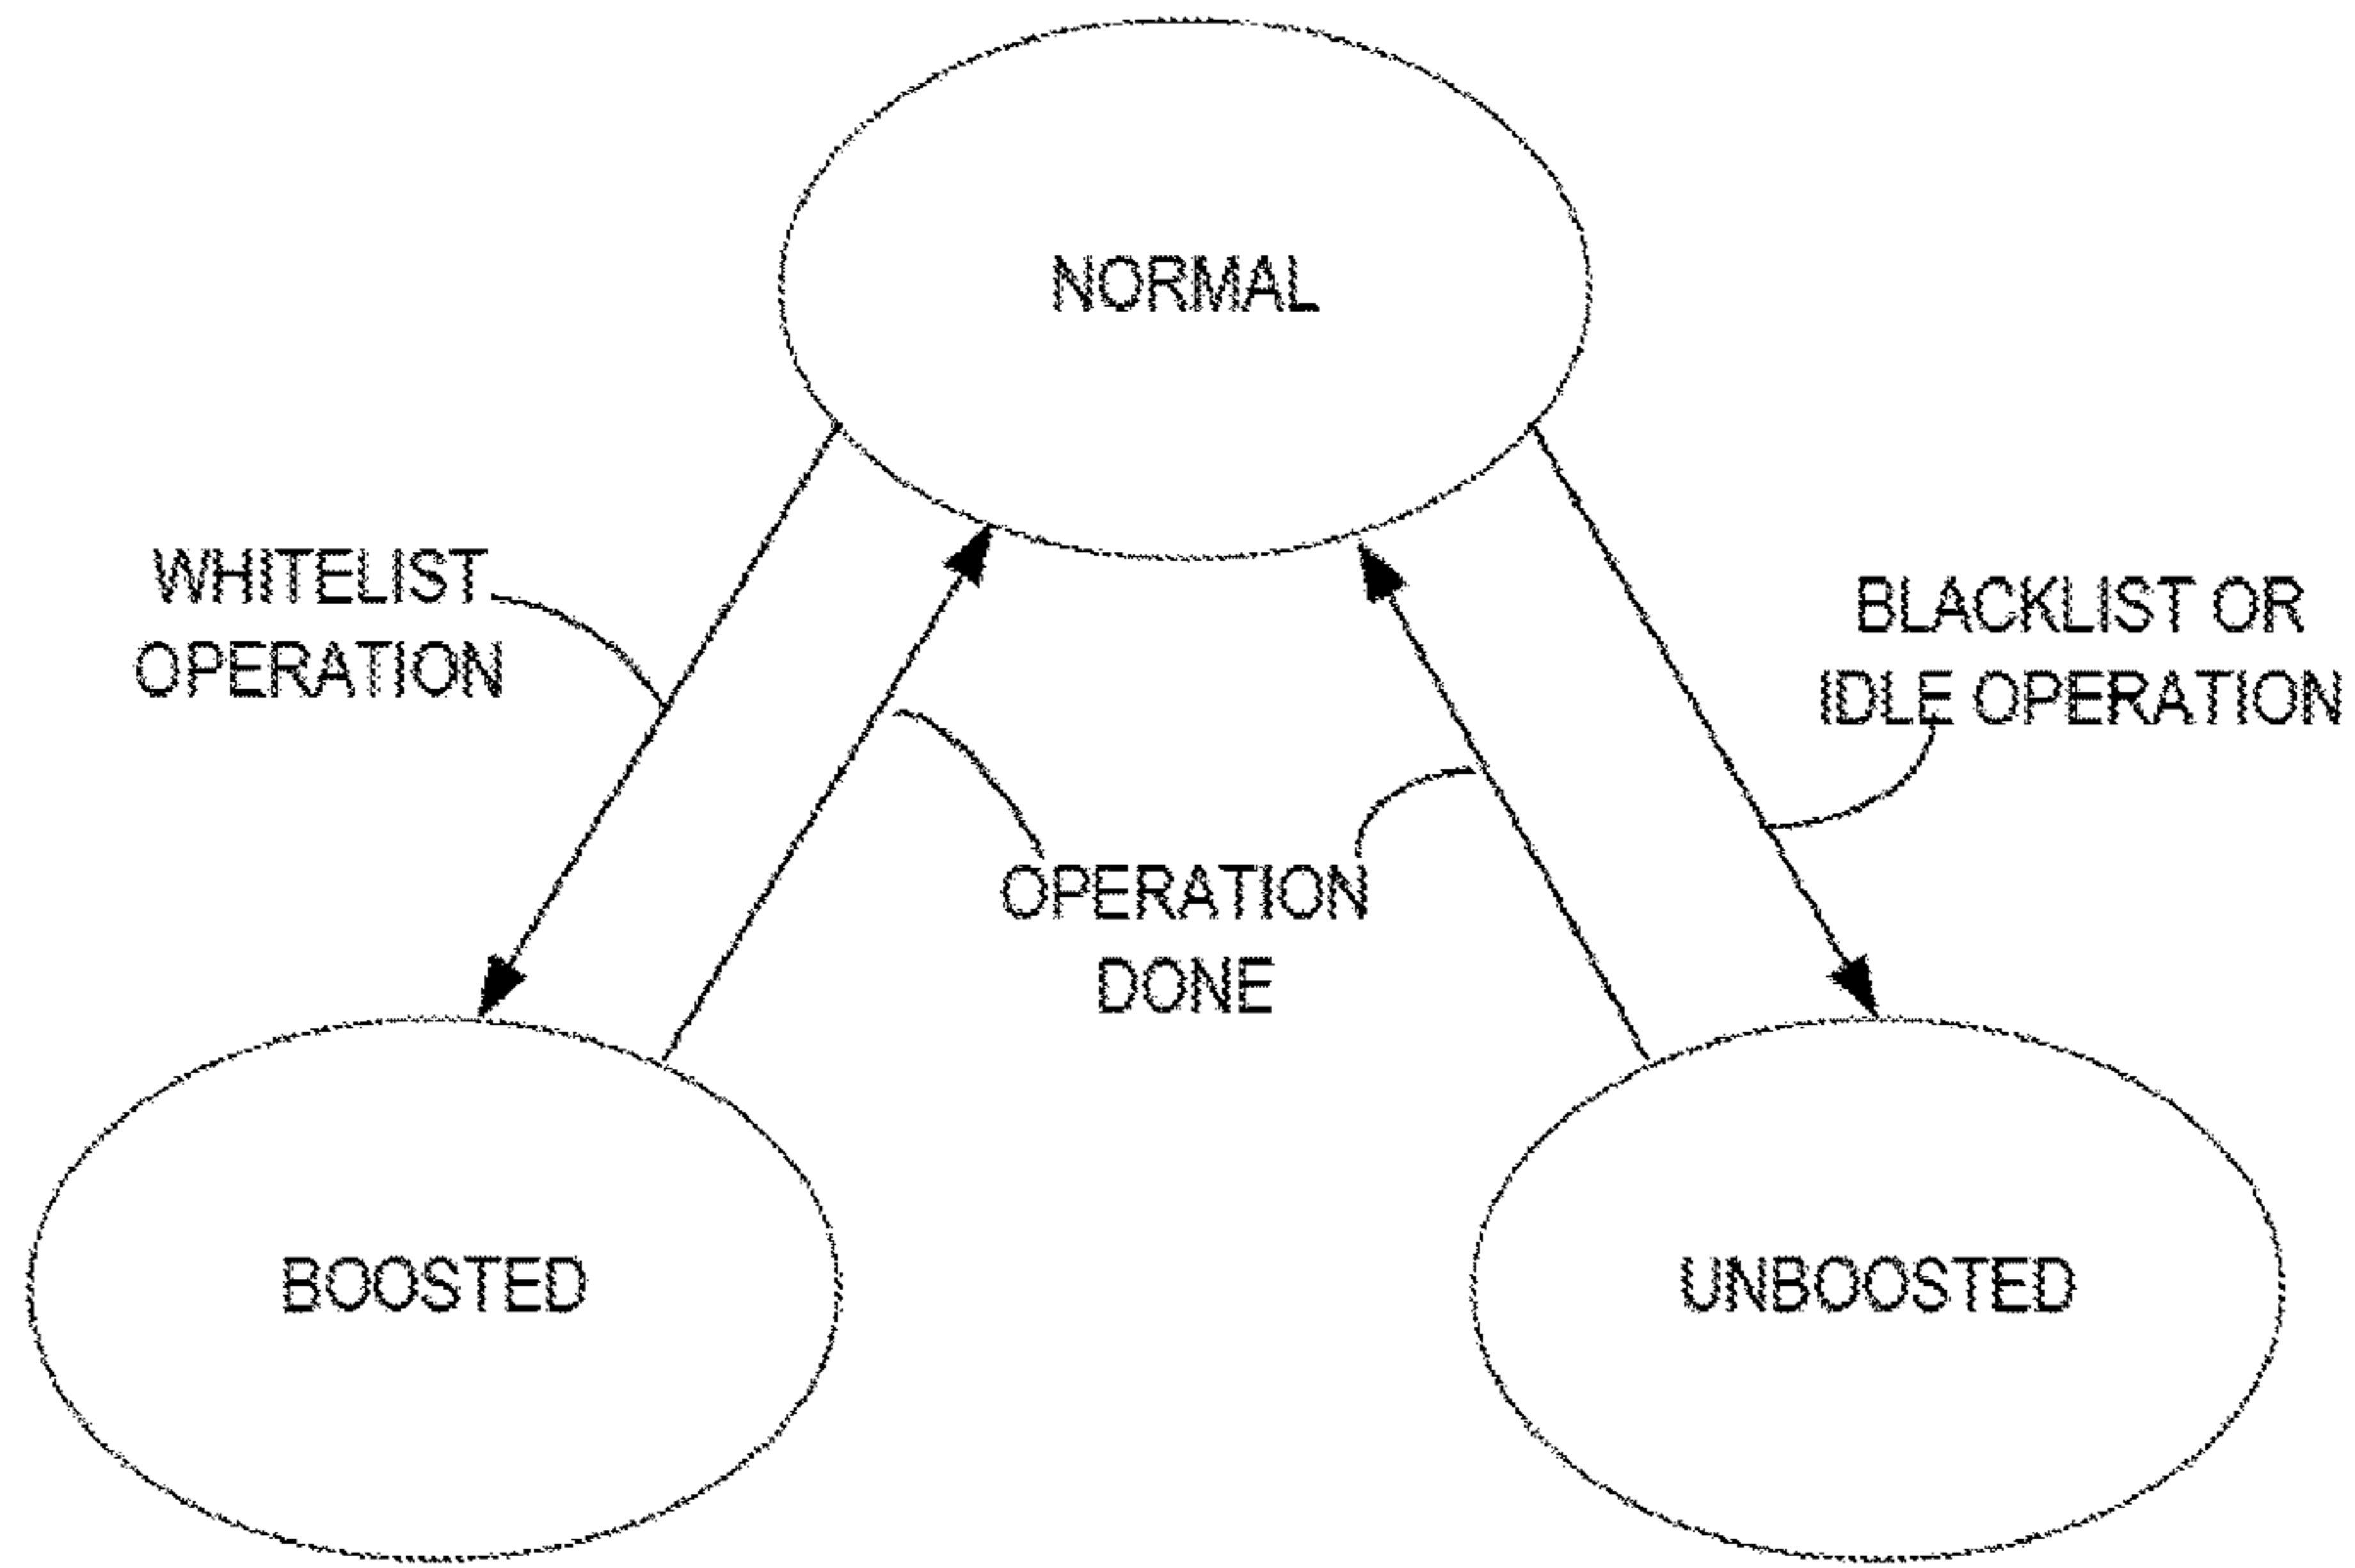 NORMAL
WHITELIST
OPERATION
BLACKLIST OR
IDLE OPERATION
OPERATION
DONE
BOOSTED
UNBOOSTED